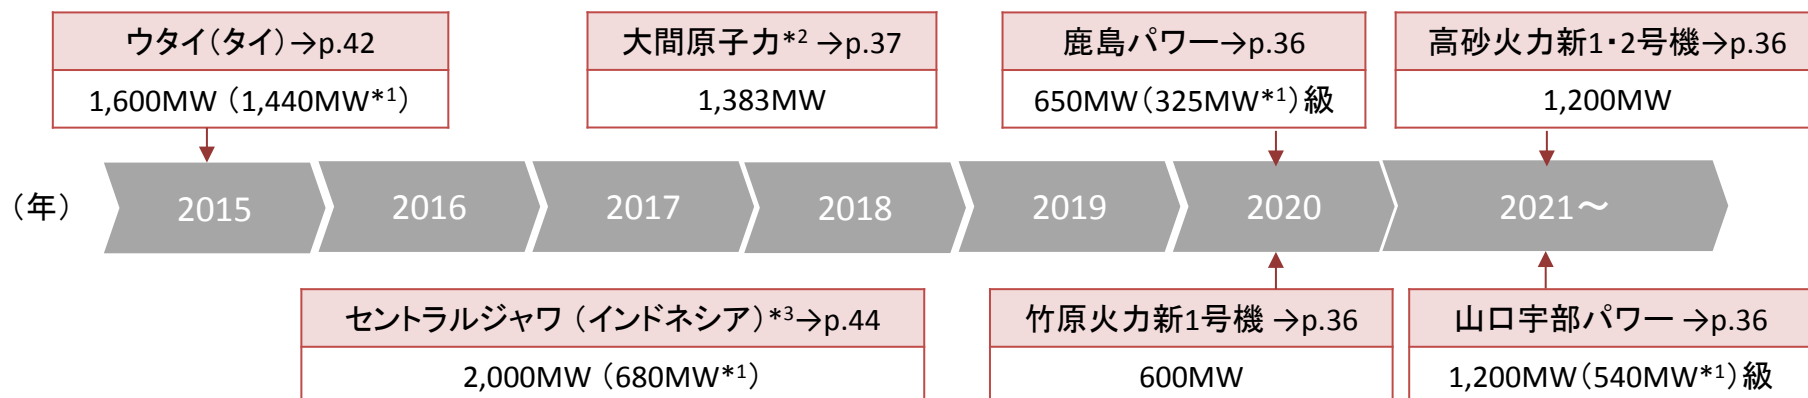 ウタイ(タイ)→p.42
1,600MW (1,440MW*1)
大間原子力*2 →p.37
1,383MW
鹿島パワー→p.36
650MW(325MW*1)級
高砂火力新1・2号機→p.36
1,200MW
(年)
2015
2016
2017
2018
2019
2020
2021～
セントラルジャワ (インドネシア)*3→p.44
2,000MW (680MW*1)
竹原火力新1号機 →p.36
600MW
山口宇部パワー →p.36
1,200MW(540MW*1)級